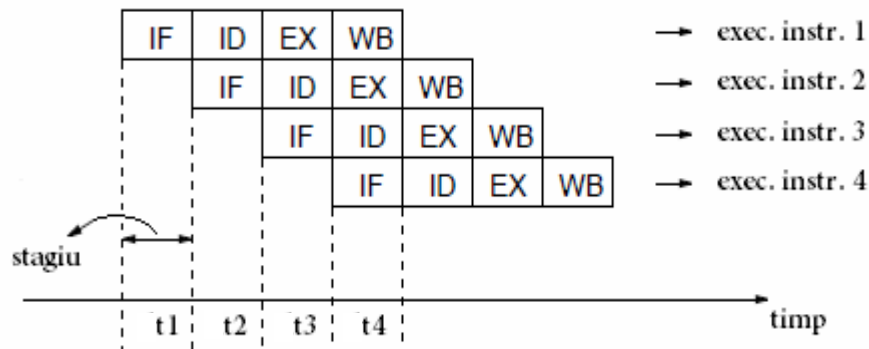 IF ID EX WB exec. instr. 1
IF ID EX WB exec. instr. 2
IF ID EX WB exec. instr. 3
IF ID EX WB exec. instr. 4
stagiu
t1 t2 t3 t4 timp